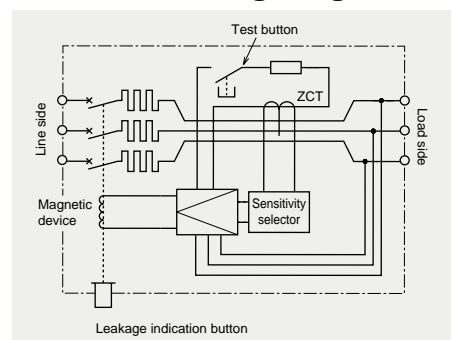 Test button
ZCT
Line side
Load side
Magnetic
device
Sensitivity
selector
Leakage indication button